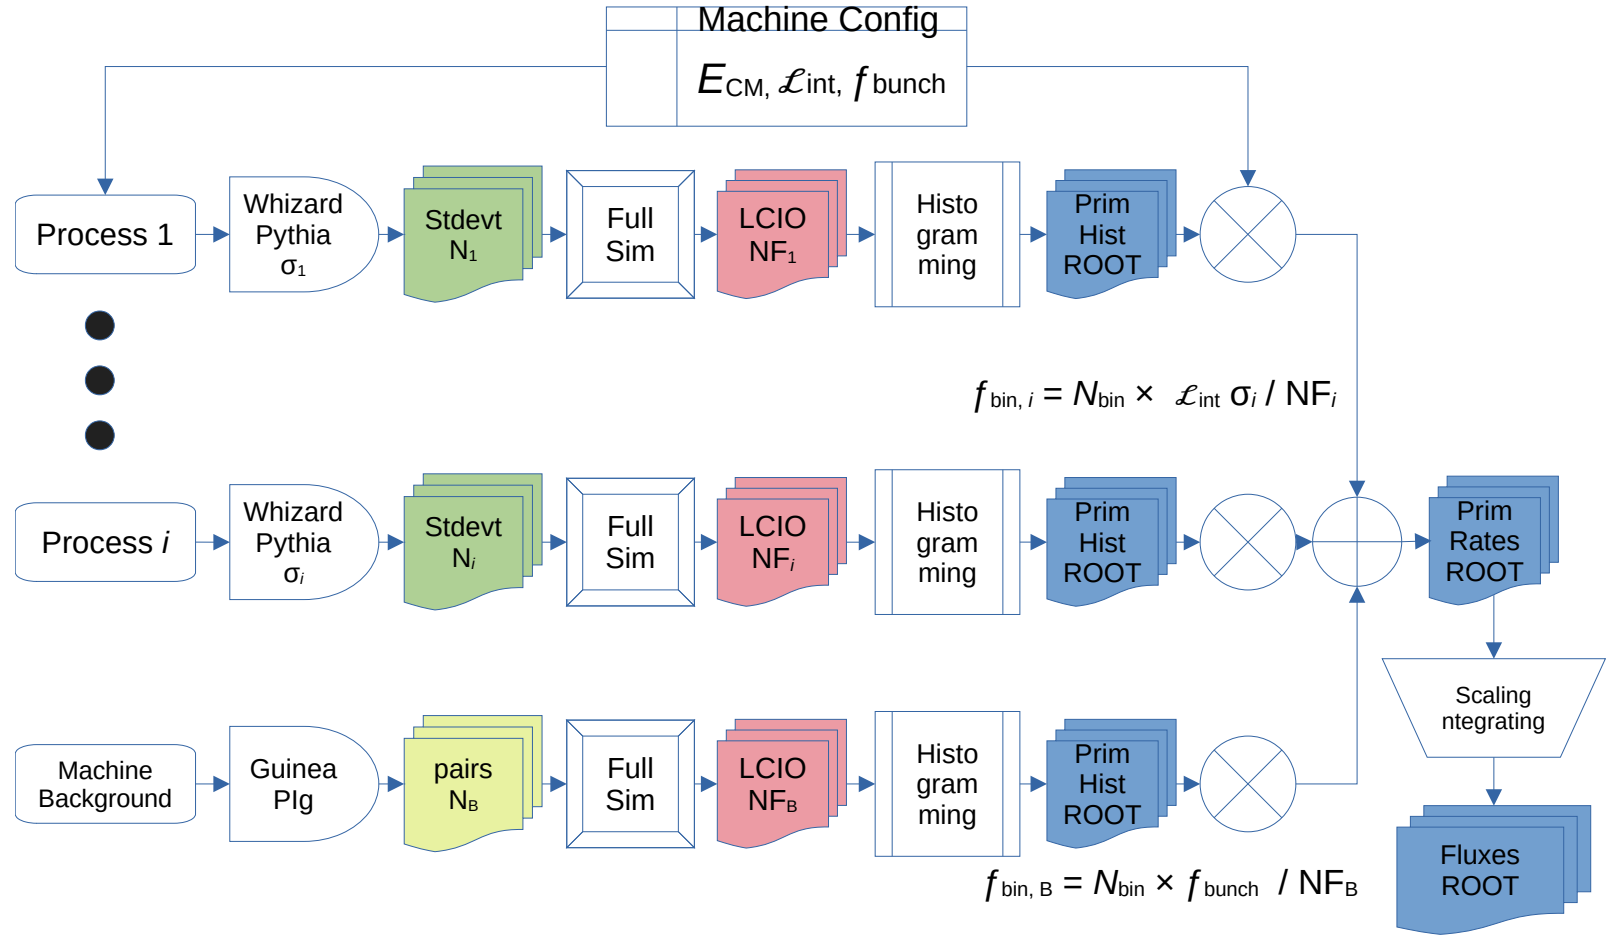 Machine Config
E CM, ℒ int, f bunch
Process 1
Whizard
Pythia
σ1
Stdevt
N1
Full
Sim
LCIO
NF1
Histo
gram
ming
Prim
Hist
ROOT
f bin, i = Nbin × ℒint σi / NFi
Process i
Whizard
Pythia
σi
Stdevt
Ni
Full
Sim
LCIO
NFi
Histo
gram
ming
Prim
Hist
ROOT
Prim
Rates
ROOT
Scaling
ntegrating
Machine
Background
Guinea
PIg
pairs
NB
Full
Sim
LCIO
NFB
Histo
gram
ming
Prim
Hist
ROOT
Fluxes
ROOT
f bin, B = Nbin × f bunch / NFB